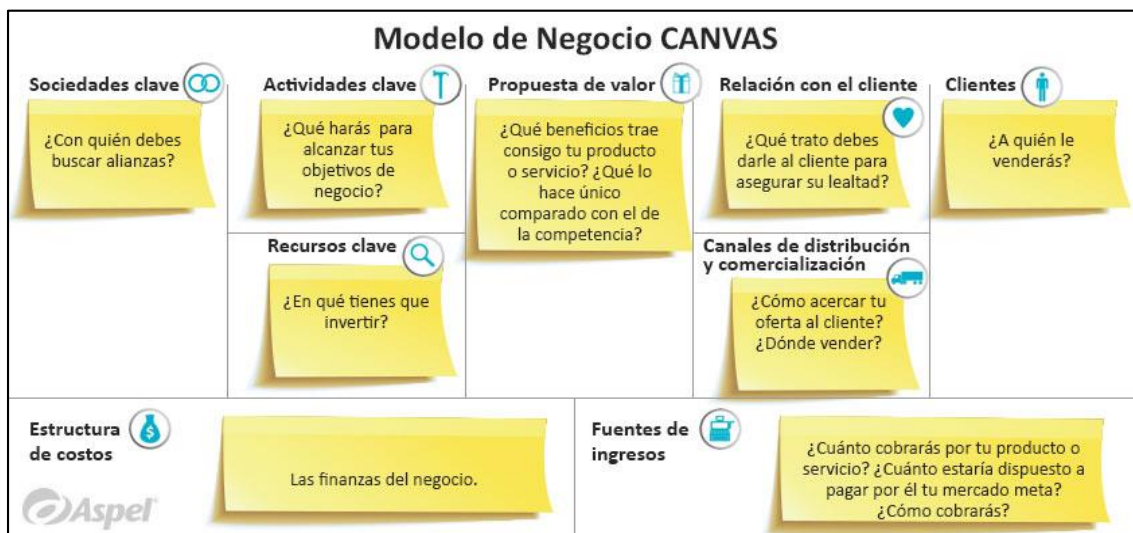 Modelo de Negocio CANVAS
Sociedades clave
¿Con quién debes
buscar alianzas?
Actividades clave
¿Qué harás para
alcanzar tus
objetivos de
negocio?
Recursos clave
¿En qué tienes que
invertir?
Propuesta de valor
¿Qué beneficios trae
consigo tu producto
o servicio? ¿Qué lo
hace único
comparado con el de
la competencia?
Relación con el cliente
¿Qué trato debes
darle al cliente para
asegurar su lealtad?
Canales de distribución
y comercialización
¿Cómo acercar tu
oferta al cliente?
¿Dónde vender?
Clientes
¿A quién le
venderás?
Estructura
de costos
$
Las finanzas del negocio.
Aspel
Fuentes de
ingresos
¿Cuánto cobrarás por tu producto o
servicio? ¿Cuánto estaría dispuesto a
pagar por él tu mercado meta?
¿Cómo cobrarás?